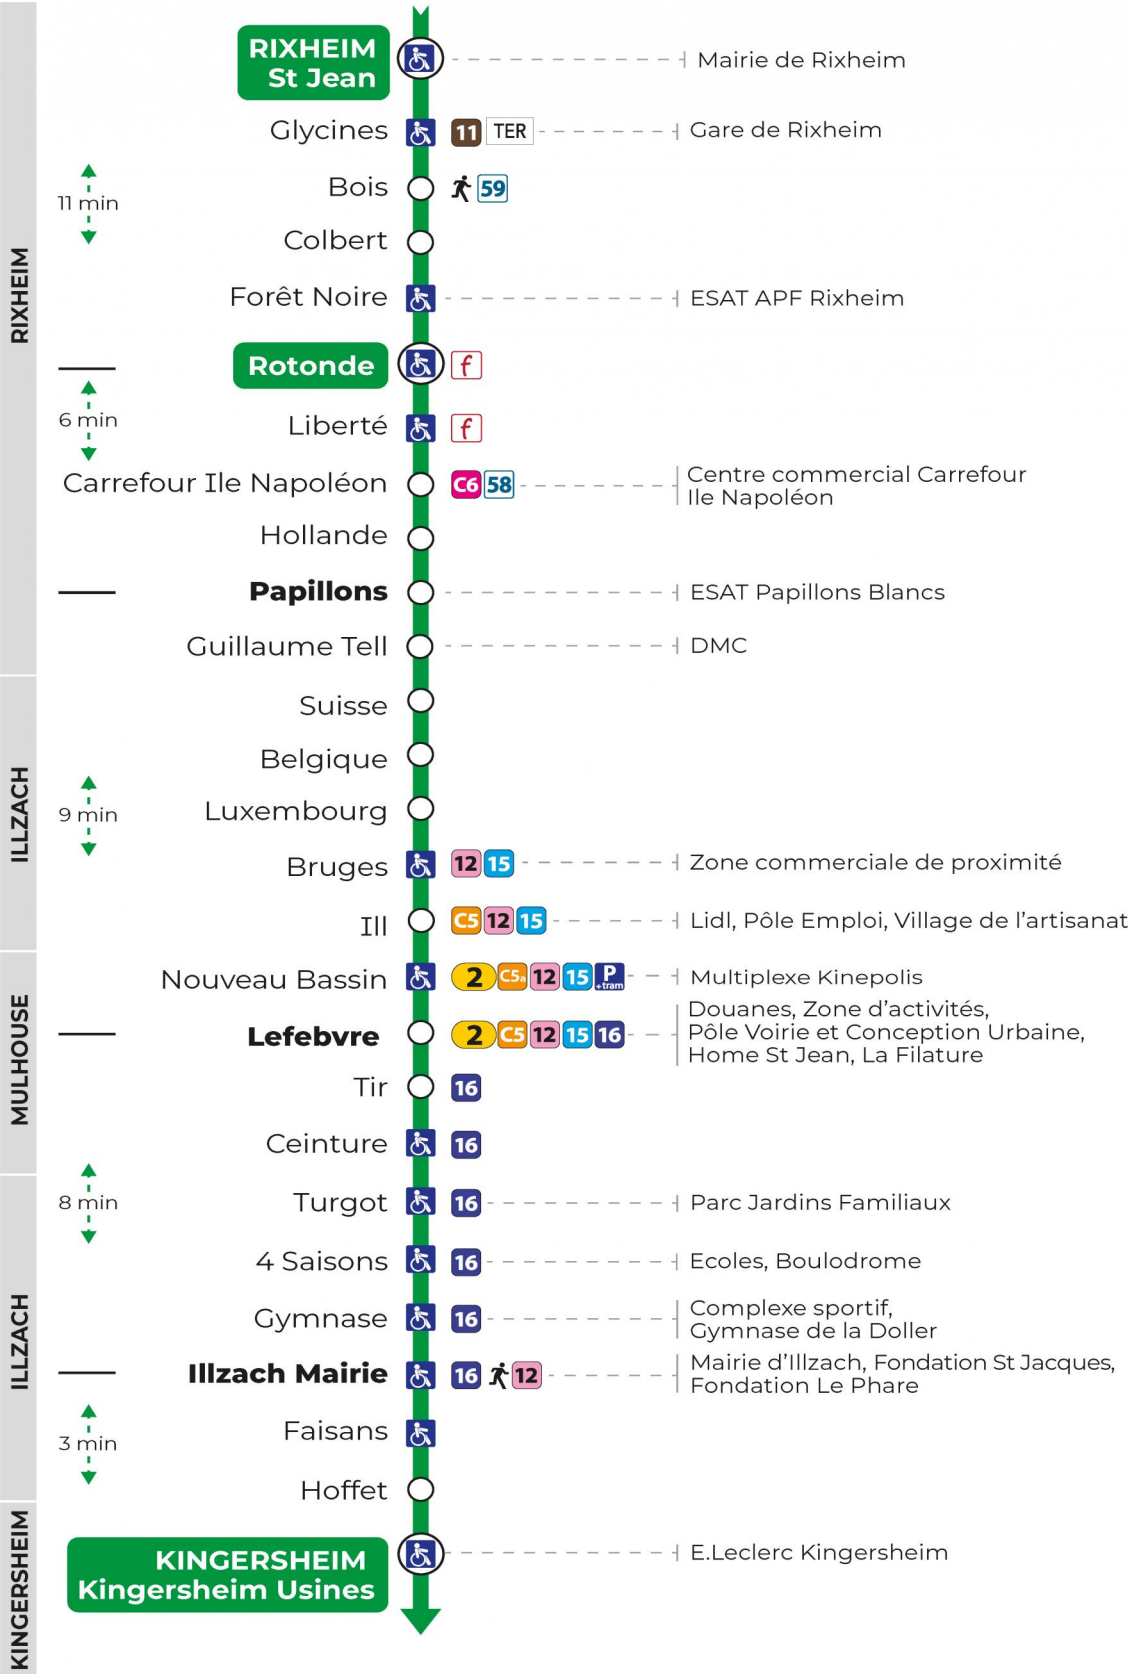 RIXHEIM
St Jean
Mairie de Rixheim
Glycines 11 TER Gare de Rixheim
11 min
Bois 59
Colbert
RIXHEIM
Forêt Noire ESAT APF Rixheim
Rotonde f
6 min
Liberté f
Carrefour Ile Napoléon C6 58 Centre commercial Carrefour
Ile Napoléon
Hollande
Papillons ESAT Papillons Blancs
Guillaume Tell DMC
Suisse
Belgique
ILLZACH
9 min
Luxembourg
Bruges 12 15 Zone commerciale de proximité
Ill C5 12 15 Lidl, Pôle Emploi, Village de l’artisanat
Nouveau Bassin 2 C5a 12 15 P +tram Multiplexe Kinepolis
MULHOUSE
Lefebvre 2 C5 12 15 16 Douanes, Zone d’activités,
Pôle Voirie et Conception Urbaine,
Home St Jean, La Filature
Tir 16
Ceinture 16
8 min
Turgot 16 Parc Jardins Familiaux
4 Saisons 16 Ecoles, Boulodrome
ILLZACH
Gymnase 16 Complexe sportif,
Gymnase de la Doller
Illzach Mairie 16 12 Mairie d’Illzach, Fondation St Jacques,
Fondation Le Phare
Faisans
3 min
Hoffet
KINGERSHEIM
KINGERSHEIM
Kingersheim Usines
E.Leclerc Kingersheim